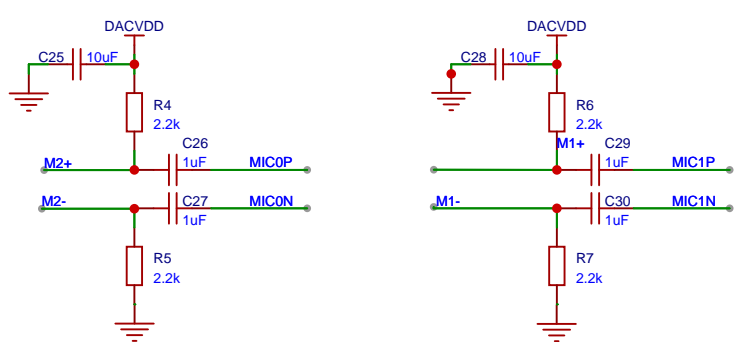 DACVDD
C25
10uF
R4
2.2k
C26
M2+
1uF
MIC0P
M2-
C27
MIC0N
1uF
R5
2.2k
DACVDD
C28
10uF
R6
2.2k
M1+
C29
1uF
MIC1P
M1-
C30
MIC1N
1uF
R7
2.2k